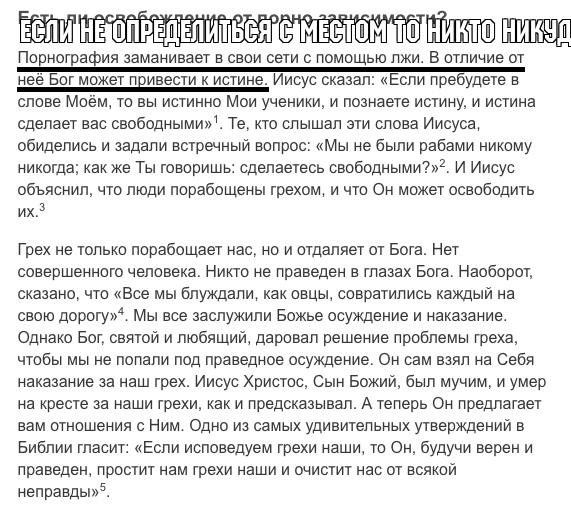 Есть ли освобождение от порно-зависимости?
ЕСЛИ НЕ ОПРЕДЕЛИТЬСЯ С МЕСТОМ ТО НИКТО НИКУД
Порнография заманивает в свои сети с помощью лжи. В отличие от
неё Бог может привести к истине. Иисус сказал: «Если пребудете в
слове Моём, то вы истинно Мои ученики, и познаете истину, и истина
сделает вас свободными»¹. Те, кто слышал эти слова Иисуса,
обиделись и задали встречный вопрос: «Мы не были рабами никому
никогда; как же Ты говоришь: сделаетесь свободными?»². И Иисус
объяснил, что люди порабощены грехом, и что Он может освободить
их.³
Грех не только порабощает нас, но и отдаляет от Бога. Нет
совершенного человека. Никто не праведен в глазах Бога. Наоборот,
сказано, что «Все мы блуждали, как овцы, совратились каждый на
свою дорогу»⁴. Мы все заслужили Божье осуждение и наказание.
Однако Бог, святой и любящий, даровал решение проблемы греха,
чтобы мы не попали под праведное осуждение. Он сам взял на Себя
наказание за наш грех. Иисус Христос, Сын Божий, был мучим, и умер
на кресте за наши грехи, как и предсказывал. А теперь Он предлагает
вам отношения с Ним. Одно из самых удивительных утверждений в
Библии гласит: «Если исповедуем грехи наши, то Он, будучи верен и
праведен, простит нам грехи наши и очистит нас от всякой
неправды»⁵.